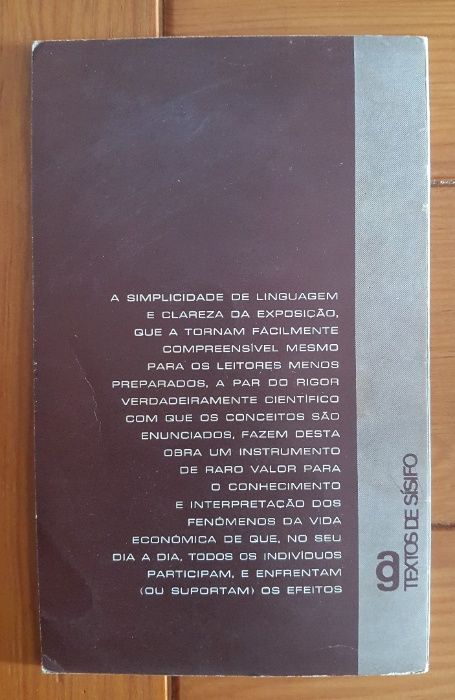 A SIMPLICIDADE DE LINGUAGEM
E CLAREZA DA EXPOSIÇÃO,
QUE A TORNAM FÀCILMENTE
COMPREENSÍVEL MESMO
PARA OS LEITORES MENOS
PREPARADOS, A PAR DO RIGOR
VERDADEIRAMENTE CIENTÍFICO
COM QUE OS CONCEITOS SÃO
ENUNCIADOS, FAZEM DESTA
OBRA UM INSTRUMENTO
DE RARO VALOR PARA
O CONHECIMENTO
E INTERPRETAÇÃO DOS
FENÓMENOS DA VIDA
ECONÓMICA DE QUE, NO SEU
DIA A DIA, TODOS OS INDIVÍDUOS
PARTICIPAM, E ENFRENTAM
(OU SUPORTAM) OS EFEITOS
TEXTOS DE SÍSIFO